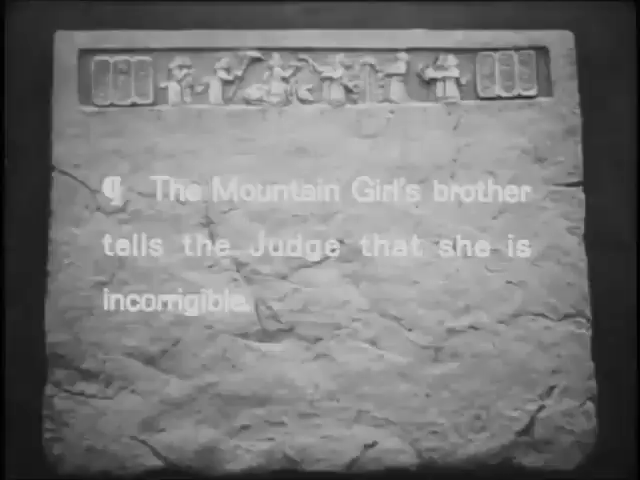 ¶ The Mountain Girl's brother
tells the Judge that she is
incorrigible.